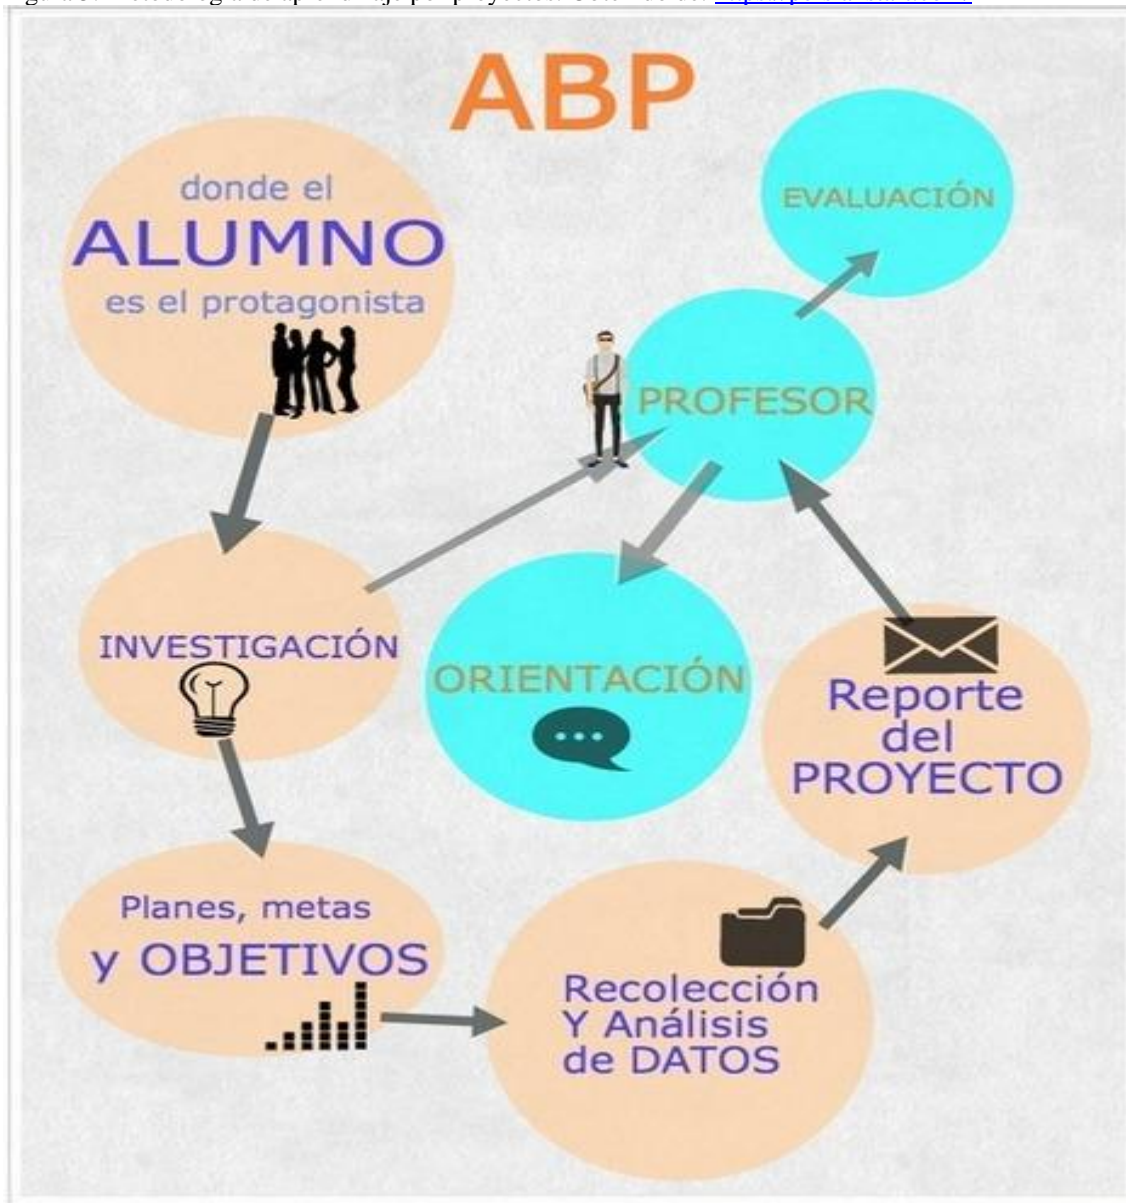 ABP
donde el
ALUMNO
es el protagonista
EVALUACIÓN
PROFESOR
INVESTIGACIÓN
ORIENTACIÓN
Reporte
del
PROYECTO
Planes, metas
y OBJETIVOS
Recolección
Y Análisis
de DATOS